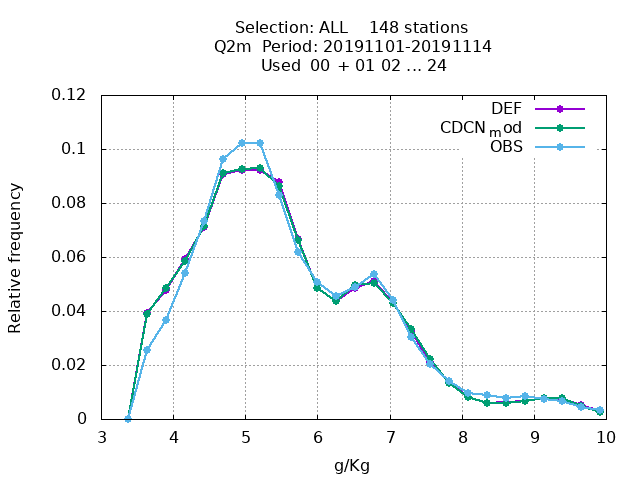 Selection: ALL    148 stations
Q2m  Period: 20191101-20191114
Used  00 + 01 02 ... 24
0.12
0.1
0.08
0.06
0.04
0.02
0
Relative frequency
DEF
CDCN_mod
OBS
3 4 5 6 7 8 9 10
g/Kg